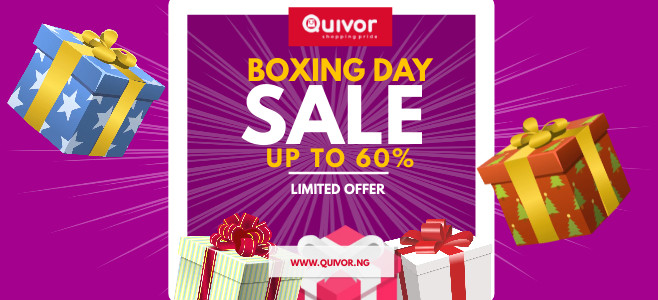 Quivor
shopping pride
BOXING DAY
SALE
UP TO 60%
LIMITED OFFER
WWW.QUIVOR.NG